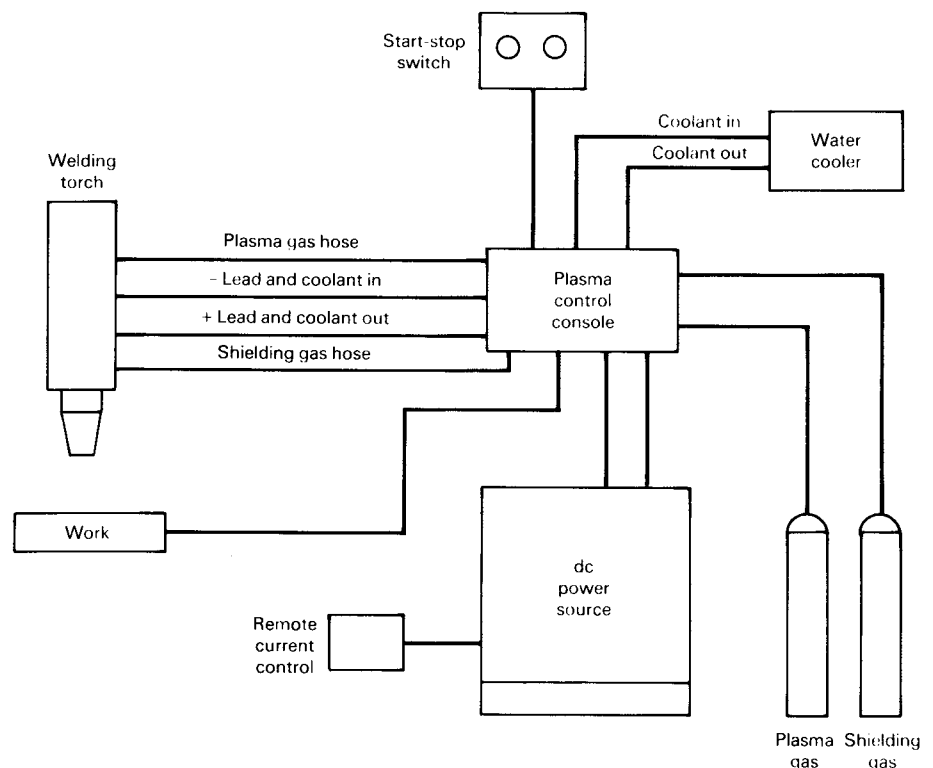 Start-stop
switch
Coolant in
Coolant out
Water
cooler
Welding
torch
Plasma gas hose
– Lead and coolant in
+ Lead and coolant out
Shielding gas hose
Plasma
control
console
Work
dc
power
source
Remote
current
control
Plasma
gas
Shielding
gas